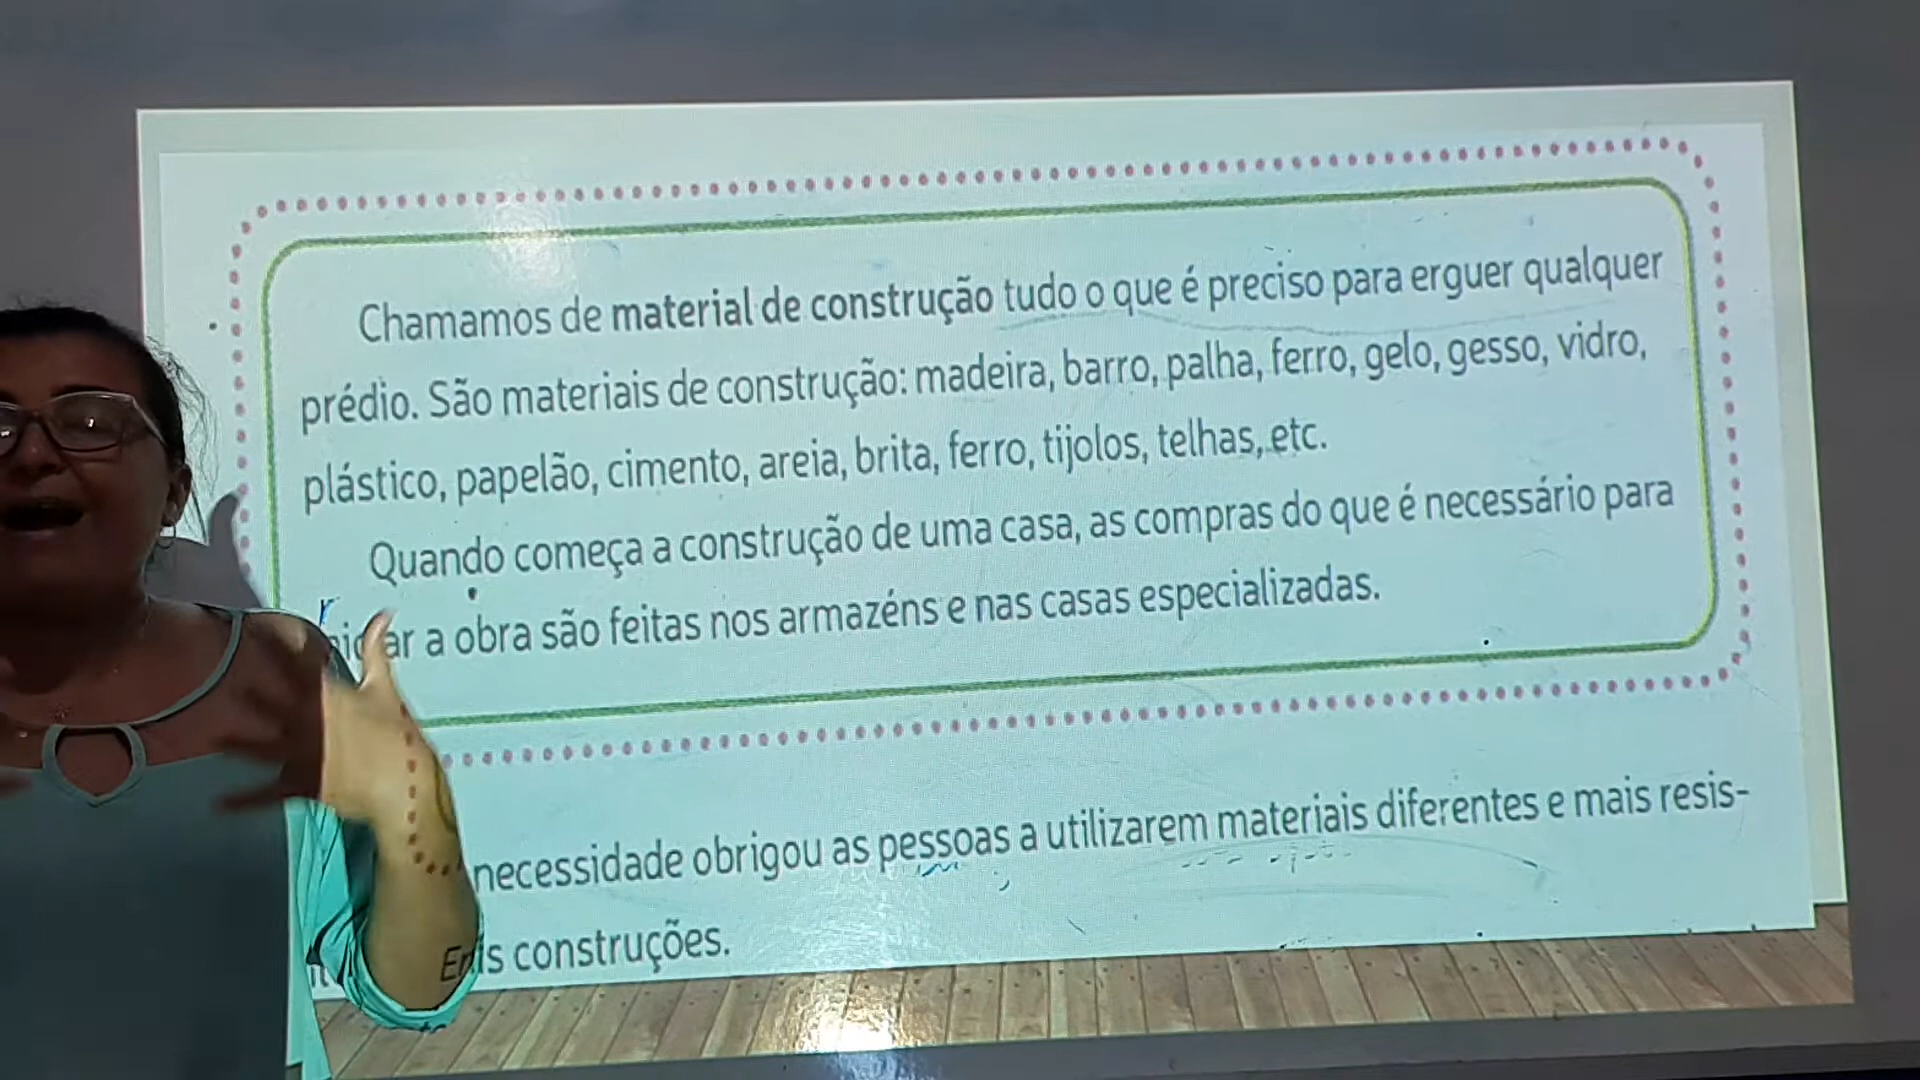 Chamamos de material de construção tudo o que é preciso para erguer qualquer
prédio. São materiais de construção: madeira, barro, palha, ferro, gelo, gesso, vidro,
plástico, papelão, cimento, areia, brita, ferro, tijolos, telhas, etc.
Quando começa a construção de uma casa, as compras do que é necessário para
a obra são feitas nos armazéns e nas casas especializadas.
necessidade obrigou as pessoas a utilizarem materiais diferentes e mais resis-
construções.